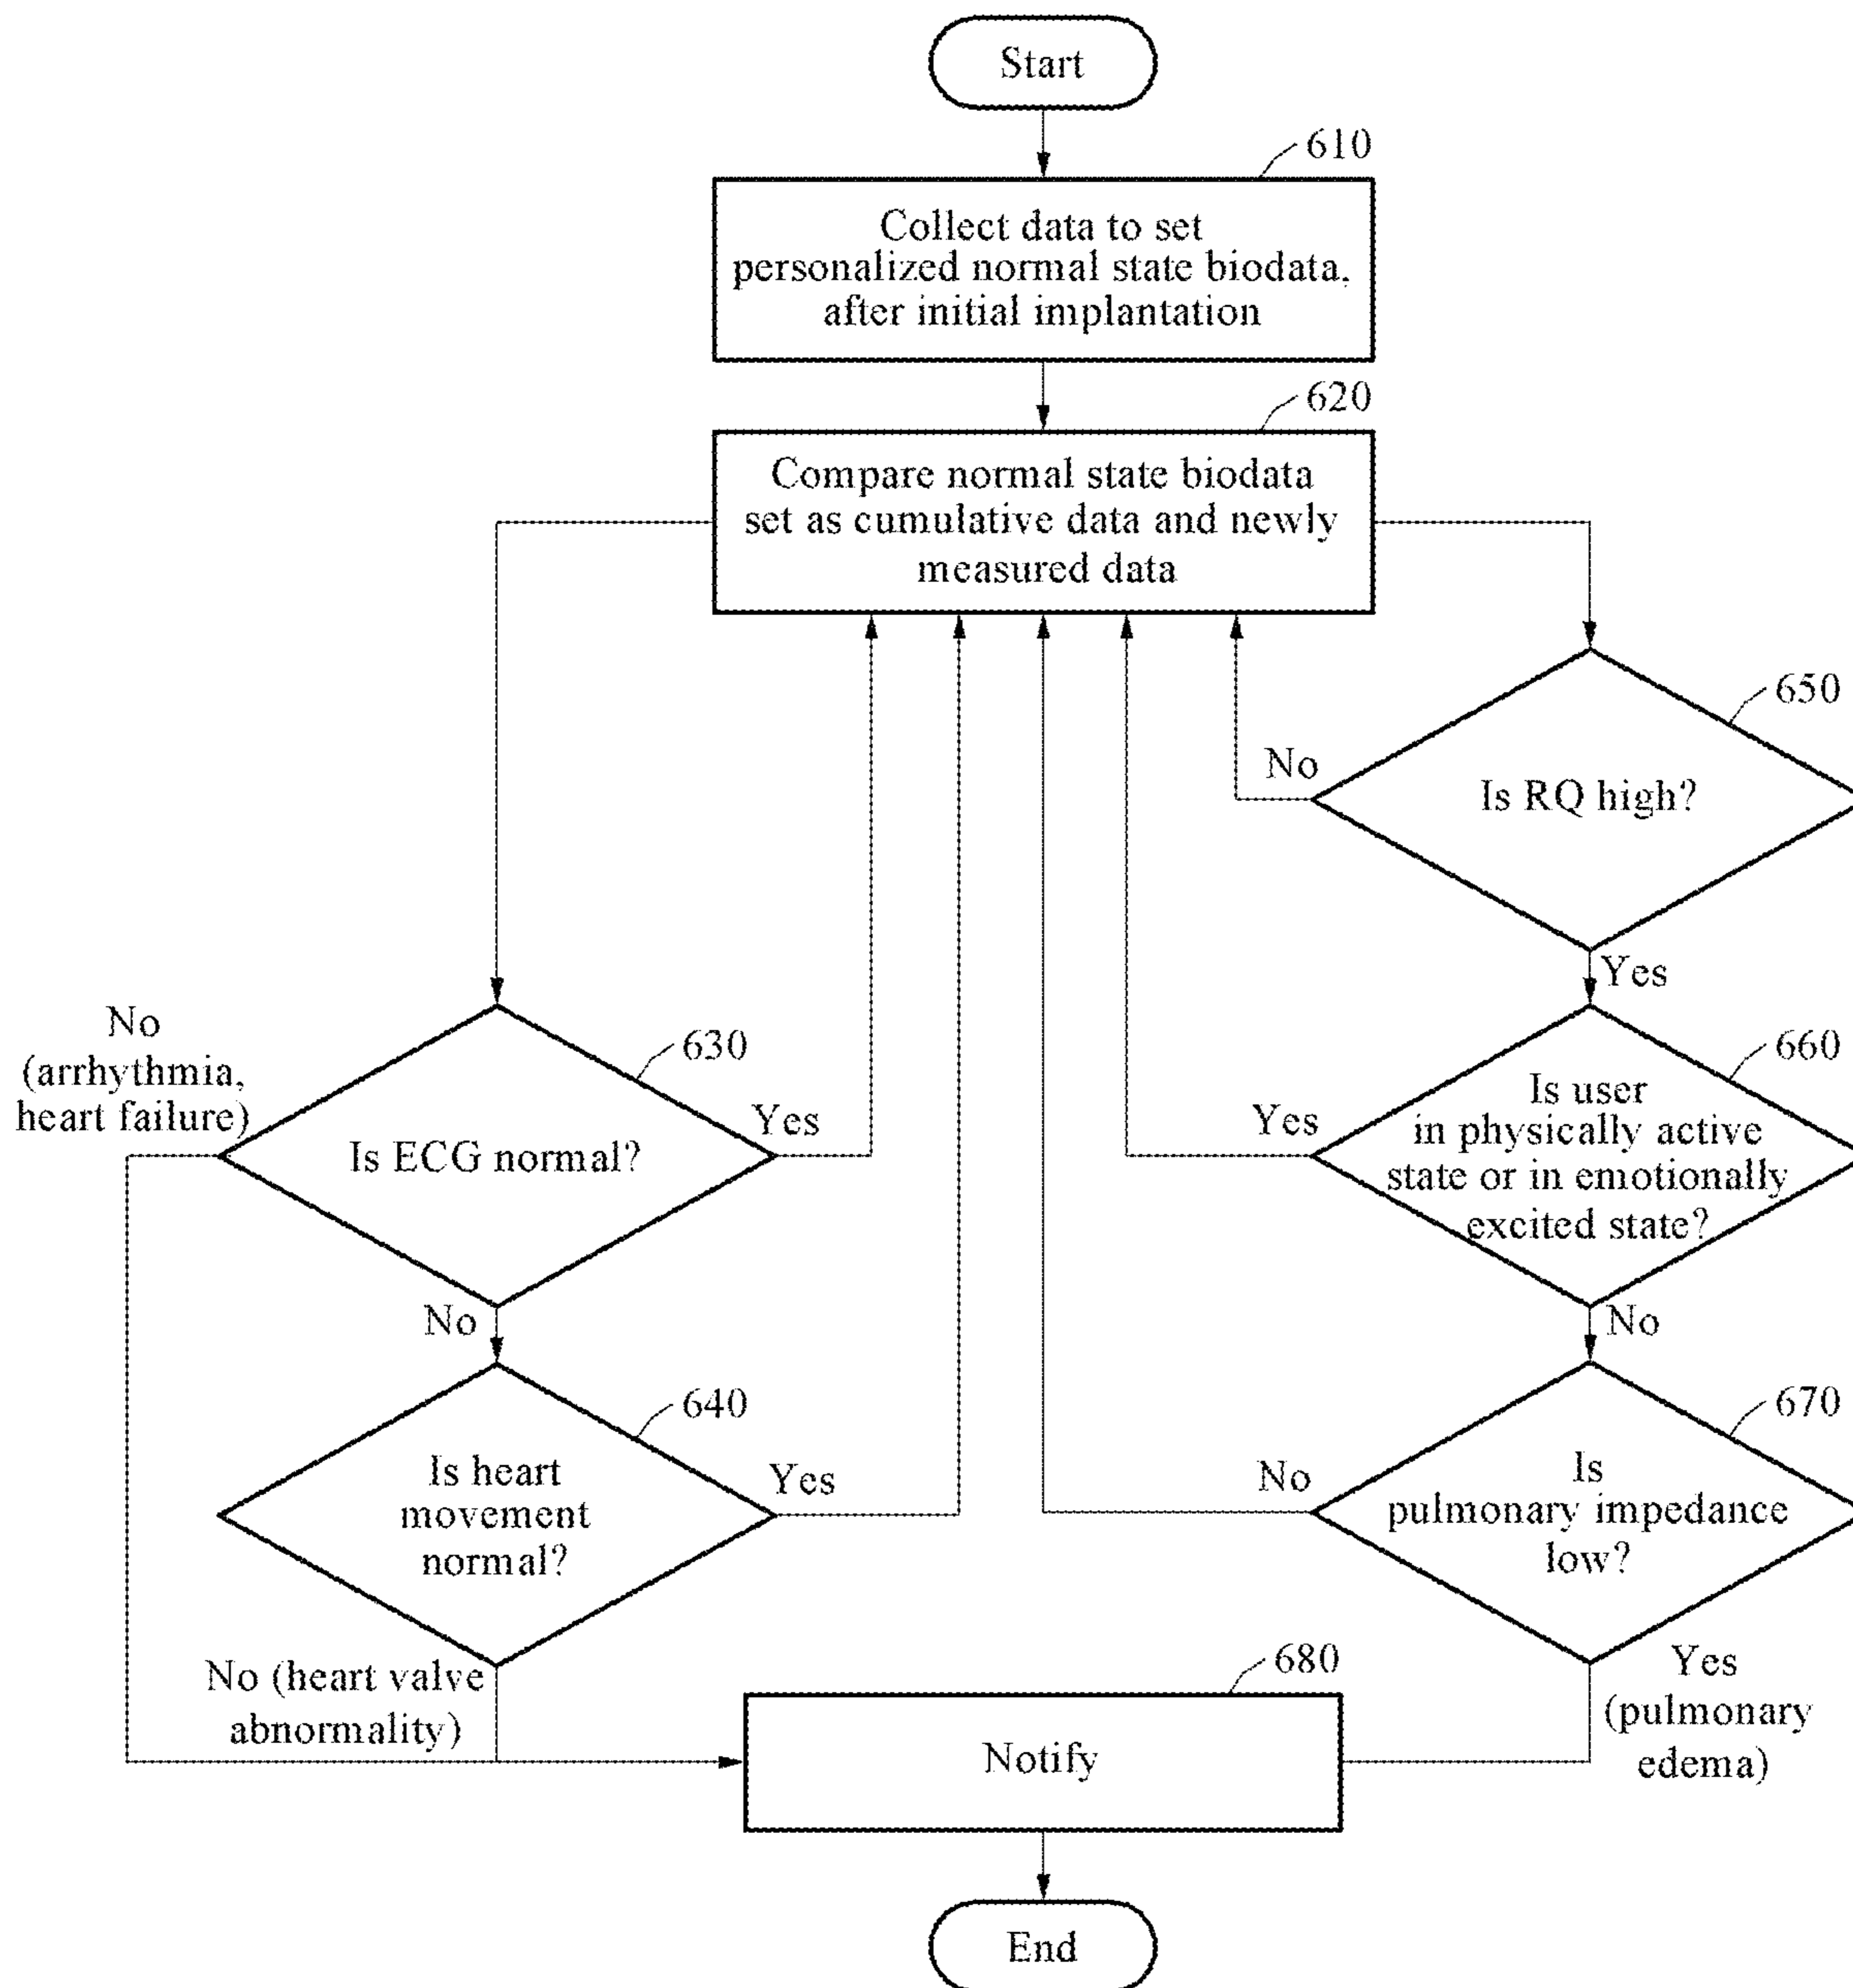 Start
610
Collect data to set
personalized normal state biodata,
after initial implantation
620
Compare normal state biodata
set as cumulative data and newly
measured data
650
No
Is RQ high?
Yes
No
(arrhythmia,
heart failure)
630
Is ECG normal?
Yes
No
660
Is user
in physically active
state or in emotionally
excited state?
Yes
No
640
Is heart
movement
normal?
Yes
No (heart valve
abnormality)
670
Is
pulmonary impedance
low?
No
Yes
(pulmonary
edema)
680
Notify
End